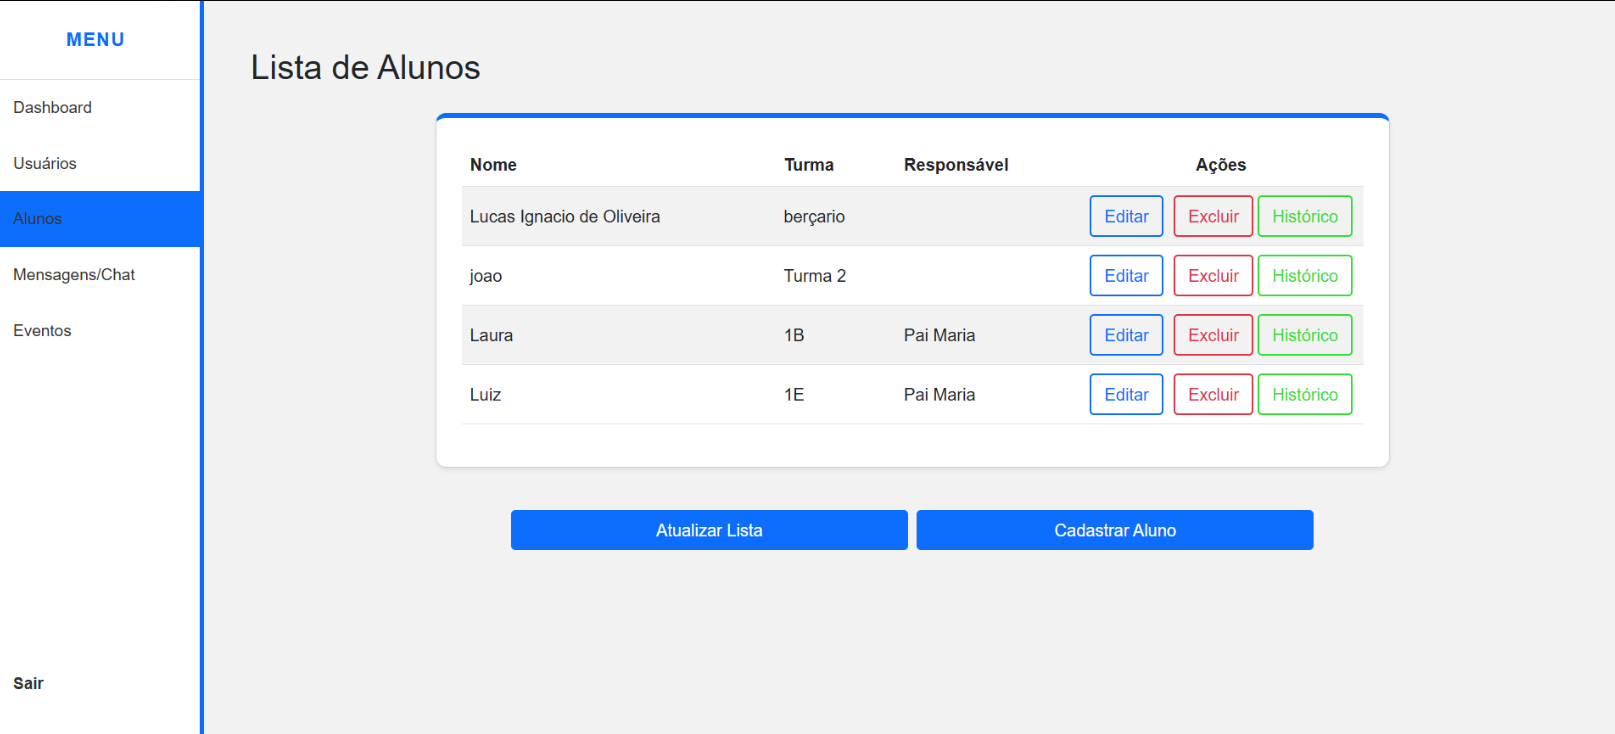 MENU
Dashboard
Usuários
Alunos
Mensagens/Chat
Eventos
Sair
Lista de Alunos
Nome Turma Responsável Ações
Lucas Ignacio de Oliveira berçario Editar Excluir Histórico
joao Turma 2 Editar Excluir Histórico
Laura 1B Pai Maria Editar Excluir Histórico
Luiz 1E Pai Maria Editar Excluir Histórico
Atualizar Lista Cadastrar Aluno